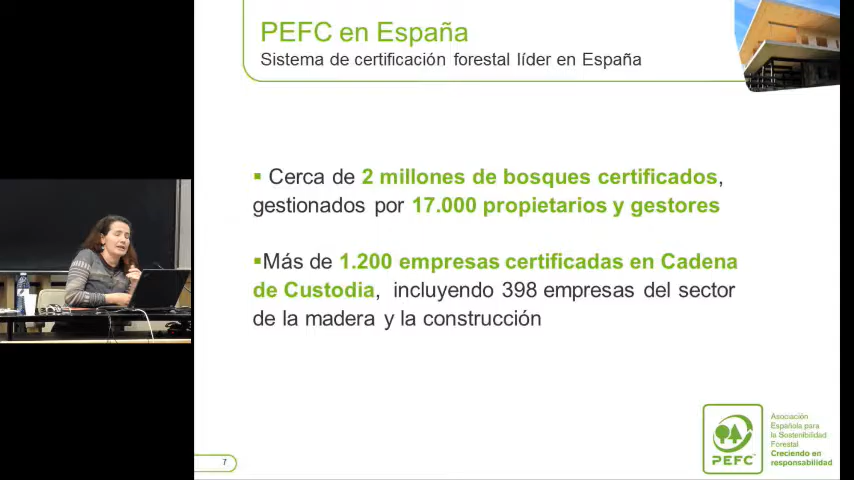 PEFC en España
Sistema de certificación forestal líder en España
▪ Cerca de 2 millones de bosques certificados,
gestionados por 17.000 propietarios y gestores
▪Más de 1.200 empresas certificadas en Cadena
de Custodia, incluyendo 398 empresas del sector
de la madera y la construcción
7
PEFC
Asociación
Española para
la Sostenibilidad
Forestal
Creciendo en
responsabilidad